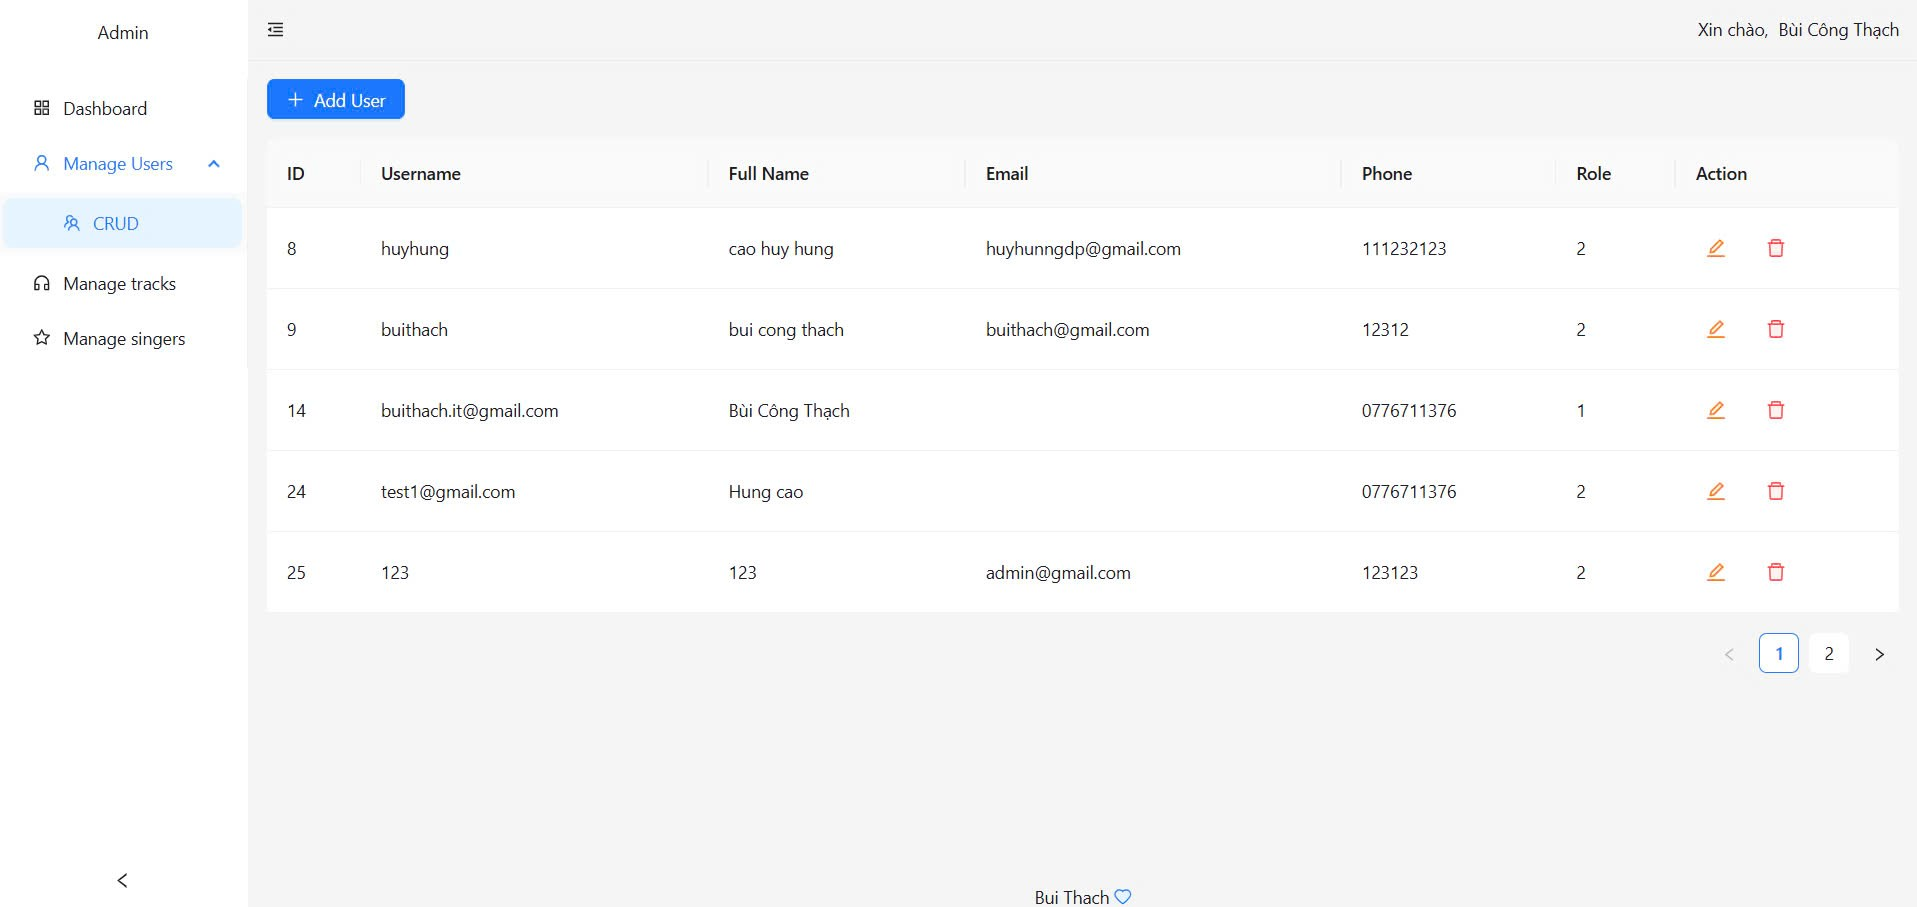 Admin
Xin chào, Bùi Công Thạch
Dashboard
Manage Users
CRUD
Manage tracks
Manage singers
Add User
ID Username Full Name Email Phone Role Action
8 huyhung cao huy hung huyhunngdp@gmail.com 111232123 2
9 buithach bui cong thach buithach@gmail.com 12312 2
14 buithach.it@gmail.com Bùi Công Thạch 0776711376 1
24 test1@gmail.com Hung cao 0776711376 2
25 123 123 admin@gmail.com 123123 2
1 2
Bui Thach